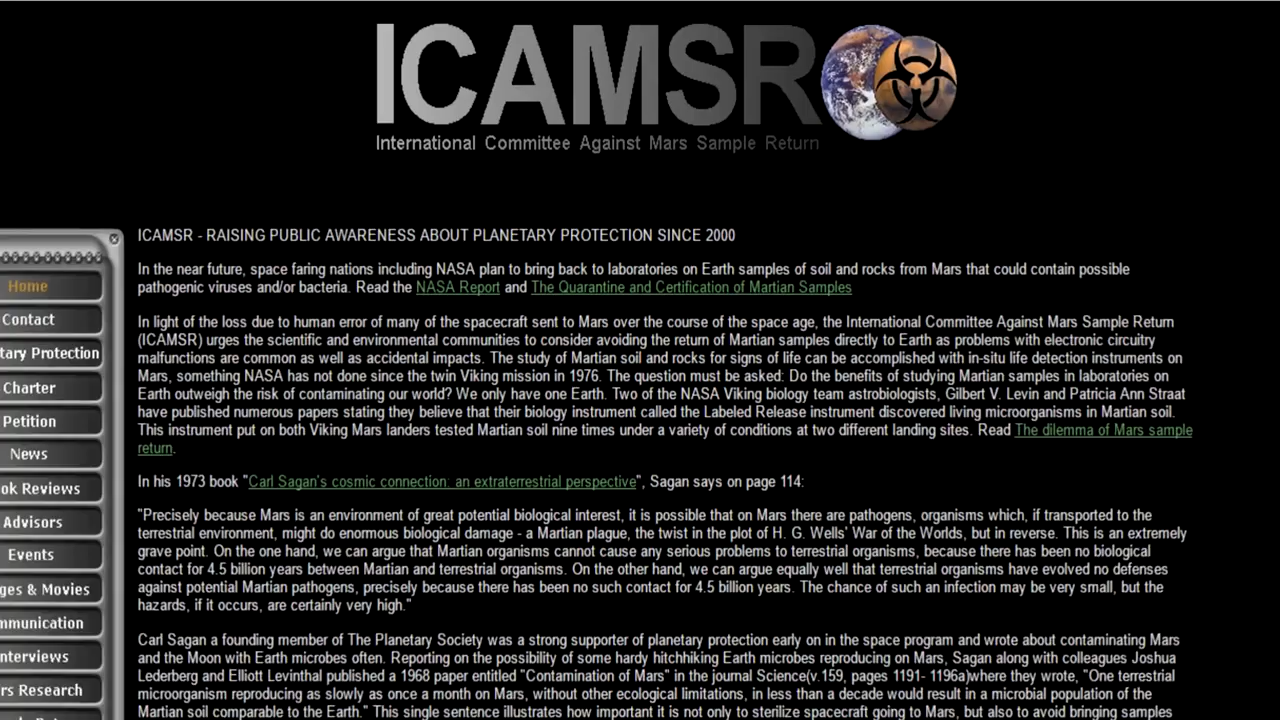 ICAMSR
International Committee Against Mars Sample Return
ICAMSR - RAISING PUBLIC AWARENESS ABOUT PLANETARY PROTECTION SINCE 2000
In the near future, space faring nations including NASA plan to bring back to laboratories on Earth samples of soil and rocks from Mars that could contain possible
pathogenic viruses and/or bacteria. Read the NASA Report and The Quarantine and Certification of Martian Samples
In light of the loss due to human error of many of the spacecraft sent to Mars over the course of the space age, the International Committee Against Mars Sample Return
(ICAMSR) urges the scientific and environmental communities to consider avoiding the return of Martian samples directly to Earth as problems with electronic circuitry
malfunctions are common as well as accidental impacts. The study of Martian soil and rocks for signs of life can be accomplished with in-situ life detection instruments on
Mars, something NASA has not done since the twin Viking mission in 1976. The question must be asked: Do the benefits of studying Martian samples in laboratories on
Earth outweigh the risk of contaminating our world? We only have one Earth. Two of the NASA Viking biology team astrobiologists, Gilbert V. Levin and Patricia Ann Straat
have published numerous papers stating they believe that their biology instrument called the Labeled Release instrument discovered living microorganisms in Martian soil.
This instrument put on both Viking Mars landers tested Martian soil nine times under a variety of conditions at two different landing sites. Read The dilemma of Mars sample
return.
In his 1973 book "Carl Sagan's cosmic connection: an extraterrestrial perspective", Sagan says on page 114:
"Precisely because Mars is an environment of great potential biological interest, it is possible that on Mars there are pathogens, organisms which, if transported to the
terrestrial environment, might do enormous biological damage - a Martian plague, the twist in the plot of H. G. Wells' War of the Worlds, but in reverse. This is an extremely
grave point. On the one hand, we can argue that Martian organisms cannot cause any serious problems to terrestrial organisms, because there has been no biological
contact for 4.5 billion years between Martian and terrestrial organisms. On the other hand, we can argue equally well that terrestrial organisms have evolved no defenses
against potential Martian pathogens, precisely because there has been no such contact for 4.5 billion years. The chance of such an infection may be very small, but the
hazards, if it occurs, are certainly very high."
Carl Sagan a founding member of The Planetary Society was a strong supporter of planetary protection early on in the space program and wrote about contaminating Mars
and the Moon with Earth microbes often. Reporting on the possibility of some hardy hitchhiking Earth microbes reproducing on Mars, Sagan along with colleagues Joshua
Lederberg and Elliott Levinthal published a 1968 paper entitled "Contamination of Mars" in the journal Science(v.159, pages 1191- 1196a)where they wrote, "One terrestrial
microorganism reproducing as slowly as once a month on Mars, without other ecological limitations, in less than a decade would result in a microbial population of the
Martian soil comparable to the Earth." This single sentence illustrates how important it is not only to sterilize spacecraft going to Mars, but also to avoid bringing samples
Home
Contact
tary Protection
Charter
Petition
News
ok Reviews
Advisors
Events
ges & Movies
mmunication
nterviews
rs Research